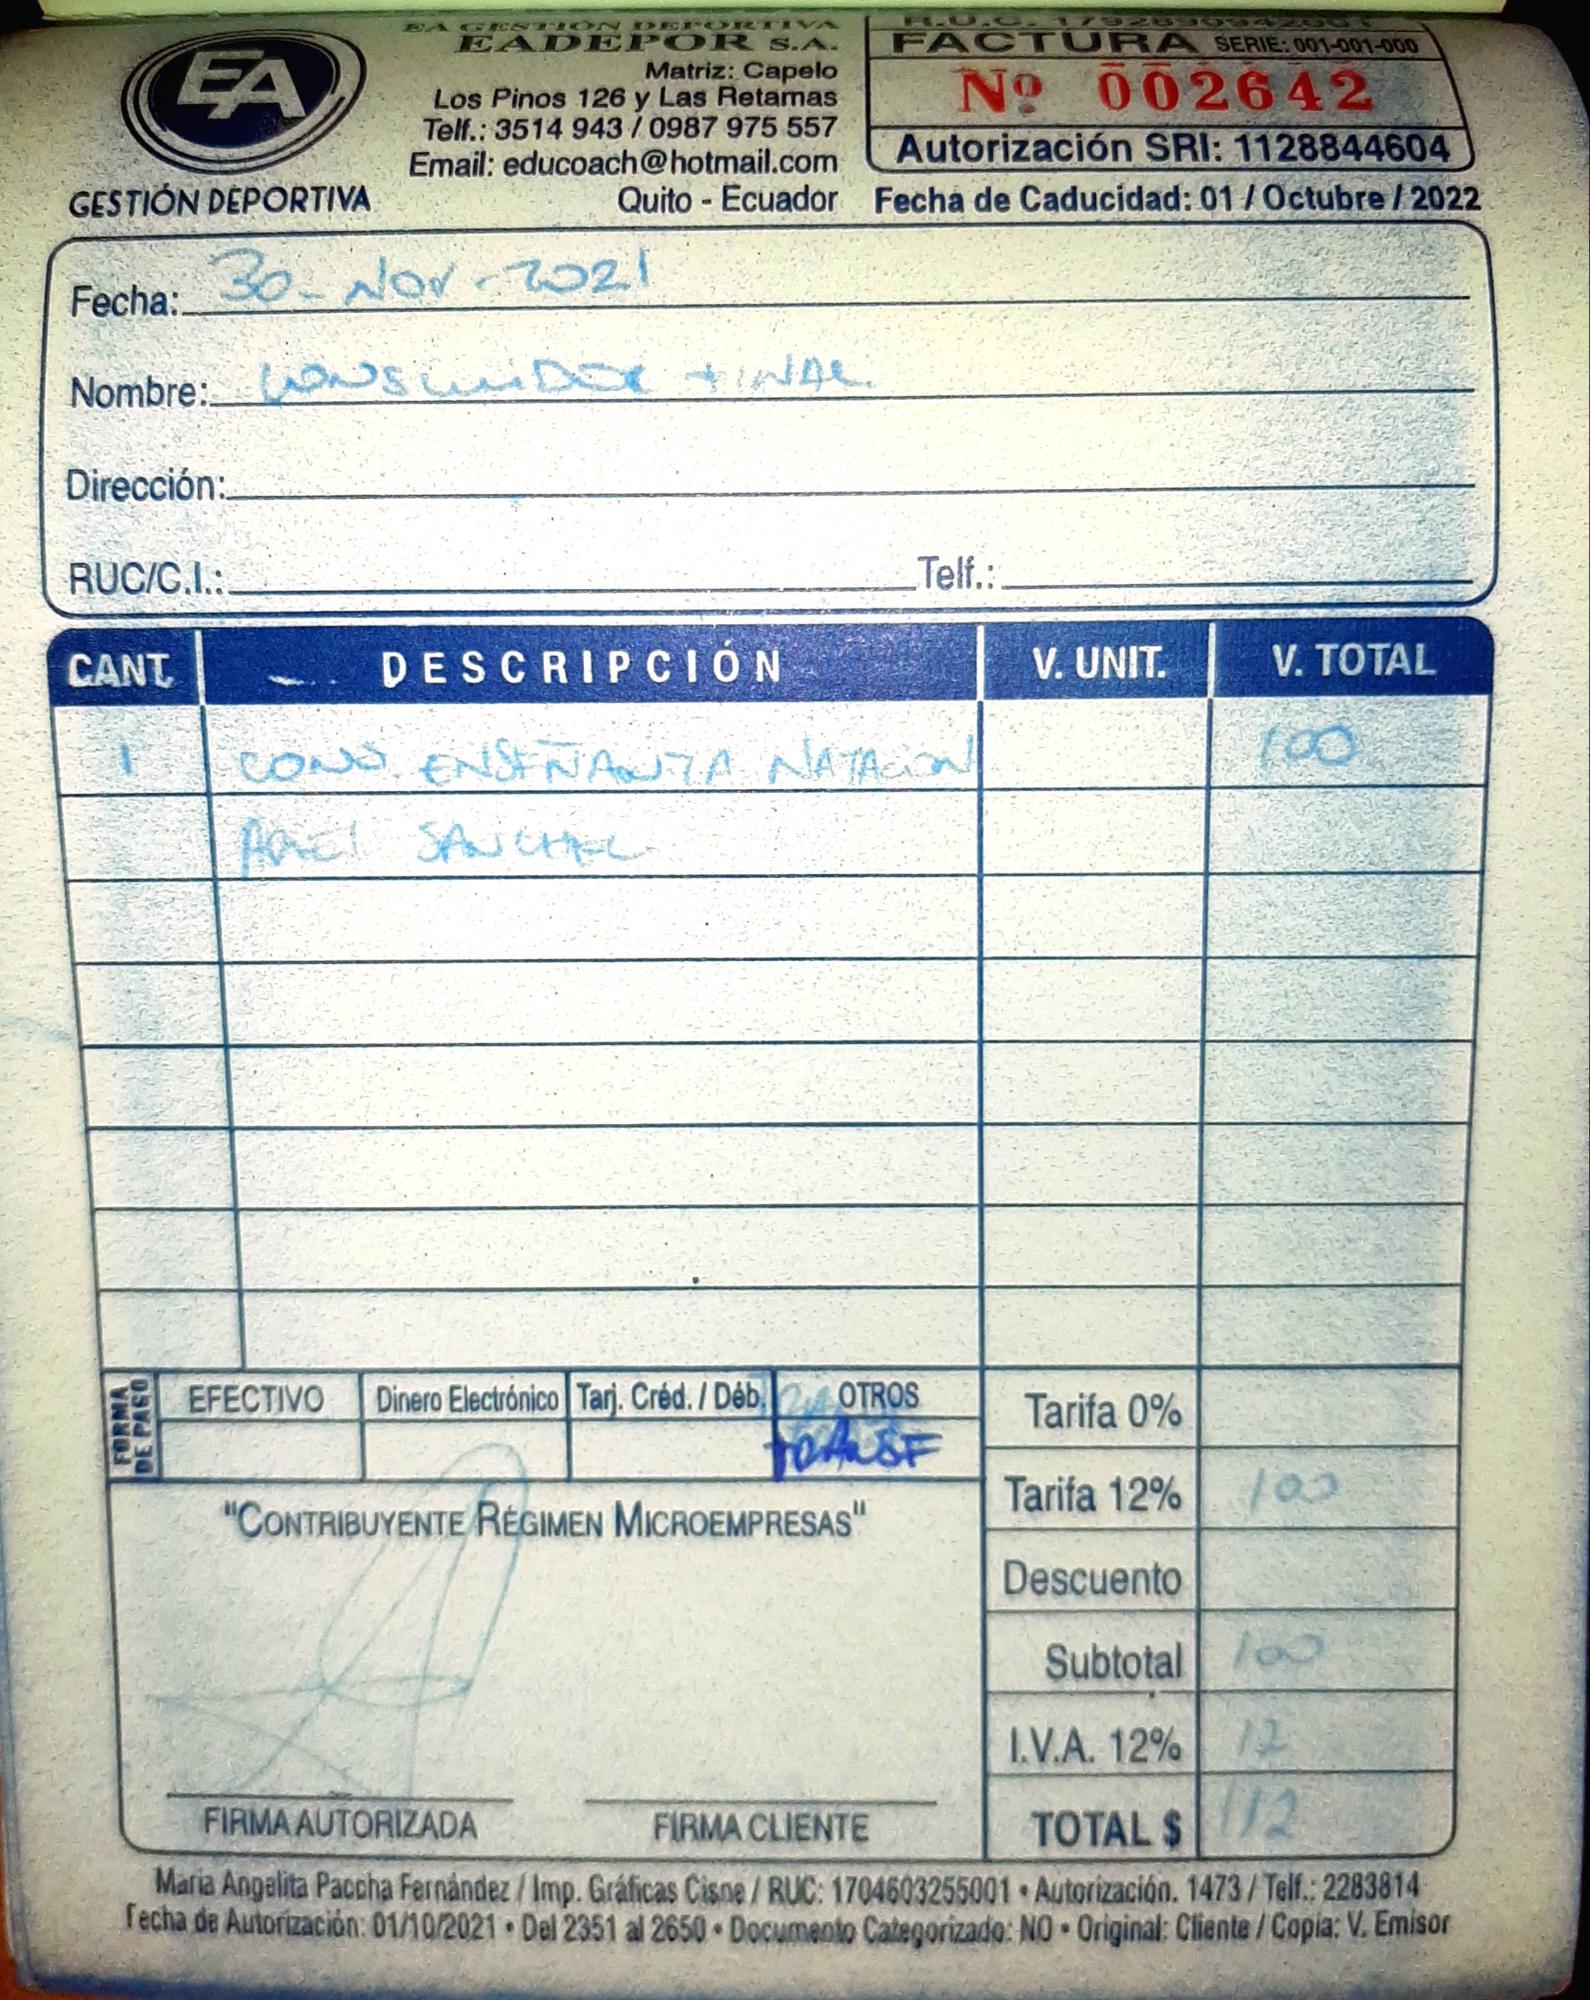 EA GESTIÓN DEPORTIVA
EADEPOR S.A.
Matriz: Capelo
Los Pinos 126 y Las Retamas
Telf.: 3514 943 / 0987 975 557
Email: educoach@hotmail.com
Quito - Ecuador
EA
GESTIÓN DEPORTIVA
R.U.C.
FACTURA SERIE: 001-001-000
Nº 002642
Autorización SRI: 1128844604
Fecha de Caducidad: 01 / Octubre / 2022
Fecha: 30-Nov-2021
Nombre: CONSUMIDOR FINAL
Dirección:
RUC/C.I.: Telf.:
CANT. DESCRIPCIÓN V. UNIT. V. TOTAL
1 CONO. ENSEÑANZA NATACION 100
SANCHEZ
FORMA DE PAGO
EFECTIVO Dinero Electrónico Tarj. Créd. / Déb. OTROS
TRANSF
"CONTRIBUYENTE RÉGIMEN MICROEMPRESAS"
FIRMA AUTORIZADA FIRMA CLIENTE
Tarifa 0%
Tarifa 12% 100
Descuento
Subtotal 100
I.V.A. 12% 12
TOTAL $ 112
María Angelita Paccha Fernández / Imp. Gráficas Cisne / RUC: 1704603255001 • Autorización. 1473 / Telf.: 2283814
Fecha de Autorización: 01/10/2021 • Del 2351 al 2650 • Documento Categorizado: NO • Original: Cliente / Copia: V. Emisor